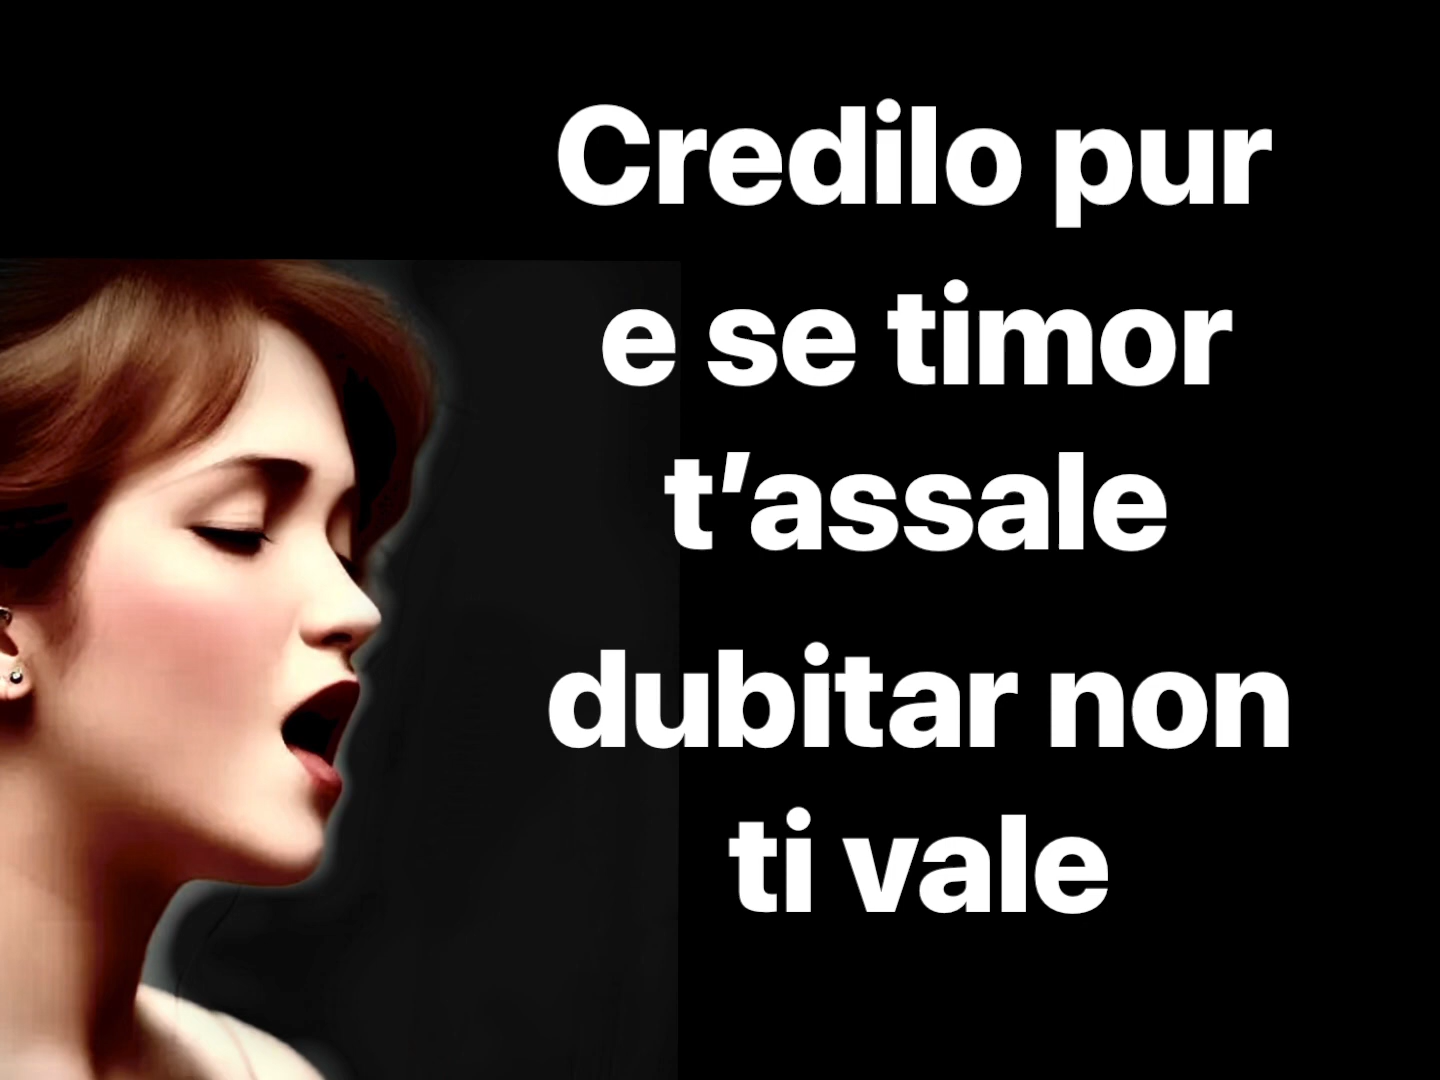 Credilo pur
e se timor
t’assale
dubitar non
ti vale